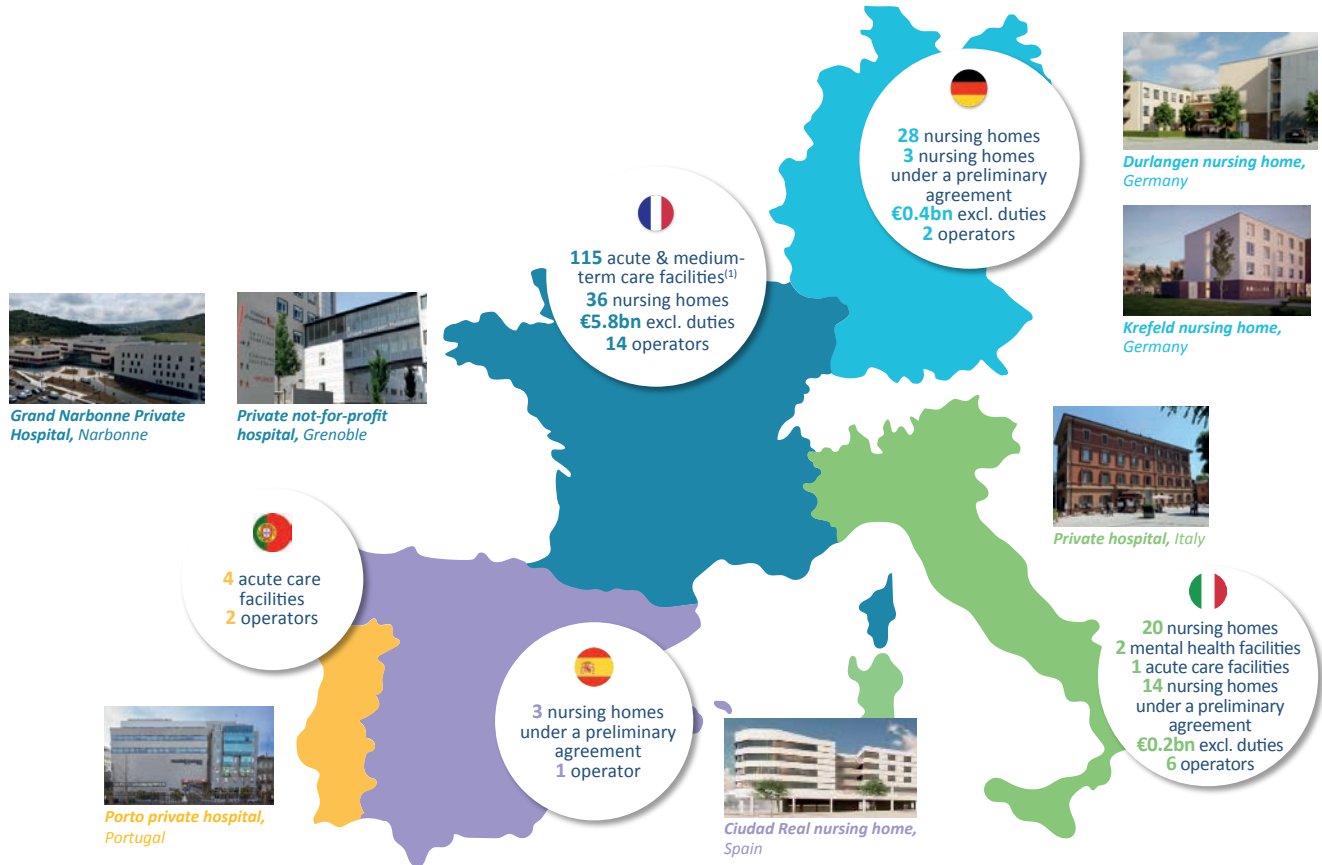 28 nursing homes
3 nursing homes
under a preliminary
agreement
€0.4bn excl. duties
2 operators
Durlangen nursing home,
Germany
Krefeld nursing home,
Germany
115 acute & medium-
term care facilities(1)
36 nursing homes
€5.8bn excl. duties
14 operators
Grand Narbonne Private
Hospital, Narbonne
Private not-for-profit
hospital, Grenoble
Private hospital, Italy
4 acute care
facilities
2 operators
20 nursing homes
2 mental health facilities
1 acute care facilities
14 nursing homes
under a preliminary
agreement
€0.2bn excl. duties
6 operators
3 nursing homes
under a preliminary
agreement
1 operator
Porto private hospital,
Portugal
Ciudad Real nursing home,
Spain